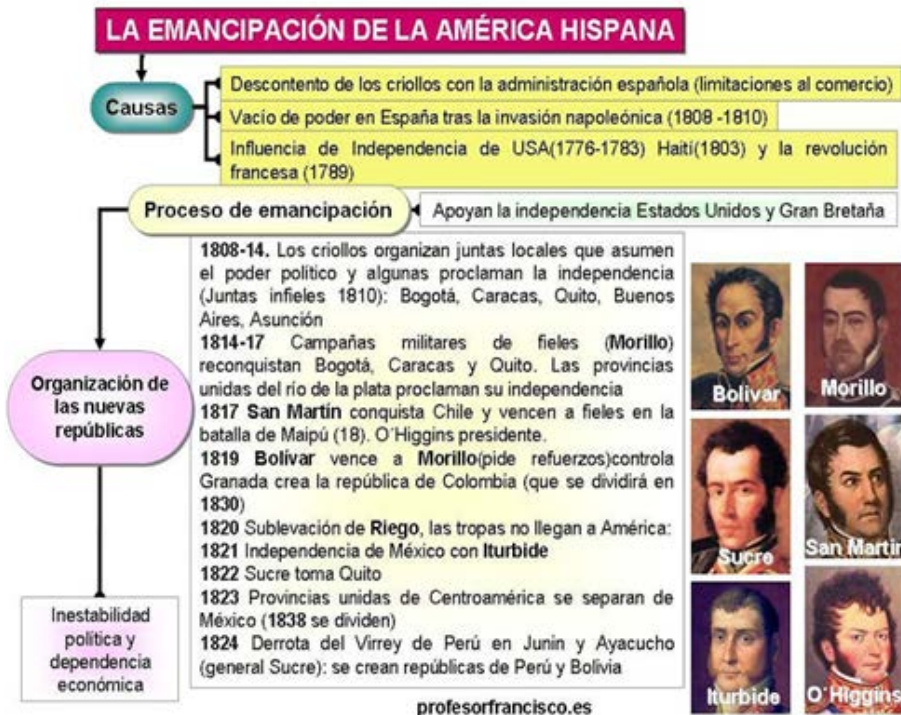 LA EMANCIPACIÓN DE LA AMÉRICA HISPANA
Causas
Descontento de los criollos con la administración española (limitaciones al comercio)
Vacío de poder en España tras la invasión napoleónica (1808 -1810)
Influencia de Independencia de USA(1776-1783) Haití(1803) y la revolución
francesa (1789)
Proceso de emancipación
Apoyan la independencia Estados Unidos y Gran Bretaña
1808-14. Los criollos organizan juntas locales que asumen
el poder político y algunas proclaman la independencia
(Juntas infieles 1810): Bogotá, Caracas, Quito, Buenos
Aires, Asunción
1814-17 Campañas militares de fieles (Morillo)
reconquistan Bogotá, Caracas y Quito. Las provincias
unidas del río de la plata proclaman su independencia
1817 San Martín conquista Chile y vencen a fieles en la
batalla de Maipú (18). O´Higgins presidente.
1819 Bolívar vence a Morillo(pide refuerzos)controla
Granada crea la república de Colombia (que se dividirá en
1830)
1820 Sublevación de Riego, las tropas no llegan a América:
1821 Independencia de México con Iturbide
1822 Sucre toma Quito
1823 Provincias unidas de Centroamérica se separan de
México (1838 se dividen)
1824 Derrota del Virrey de Perú en Junin y Ayacucho
(general Sucre): se crean repúblicas de Perú y Bolivia
Organización de
las nuevas
repúblicas
Inestabilidad
política y
dependencia
económica
Bolívar
Morillo
Sucre
San Martín
Iturbide
O´Higgins
profesorfrancisco.es